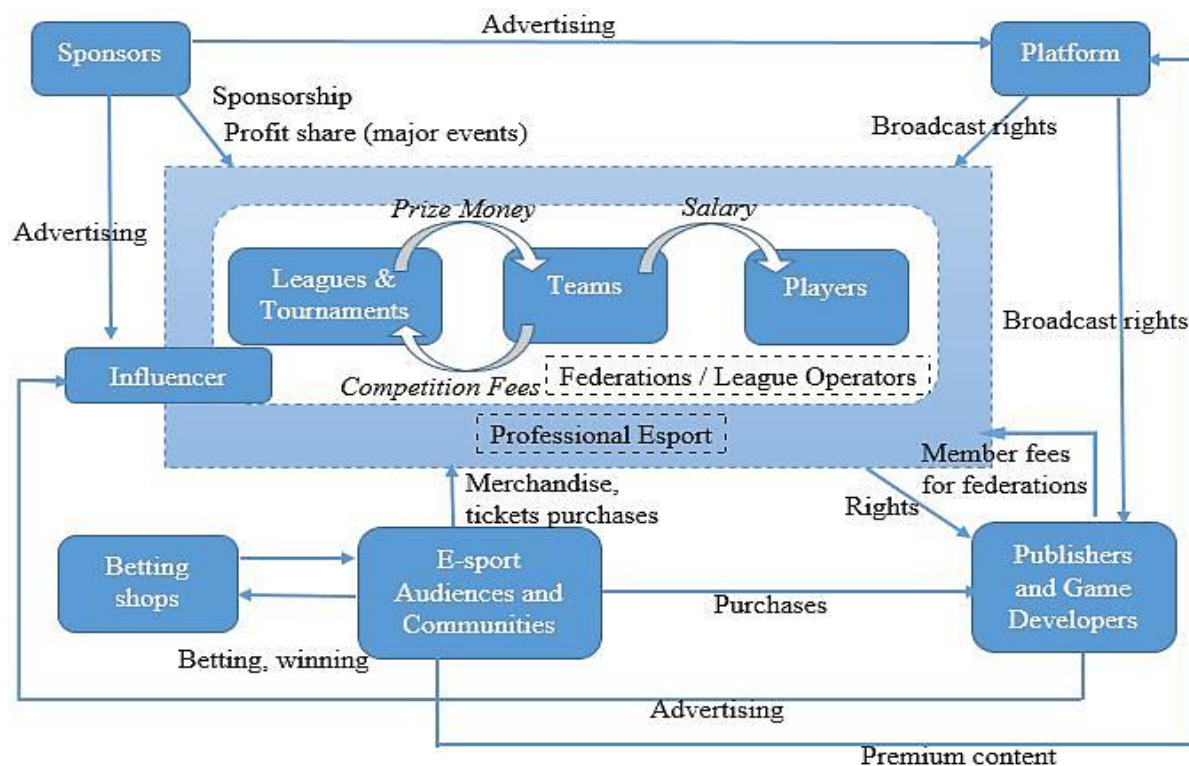 Advertising
Sponsors
Platform
Sponsorship
Profit share (major events)
Broadcast rights
Advertising
Prize Money
Salary
Leagues &
Tournaments
Teams
Players
Broadcast rights
Influencer
Competition Fees
Federations / League Operators
Professional Esport
Member fees
for federations
Merchandise,
tickets purchases
Rights
Betting
shops
E-sport
Audiences and
Communities
Publishers
and Game
Developers
Purchases
Betting, winning
Advertising
Premium content